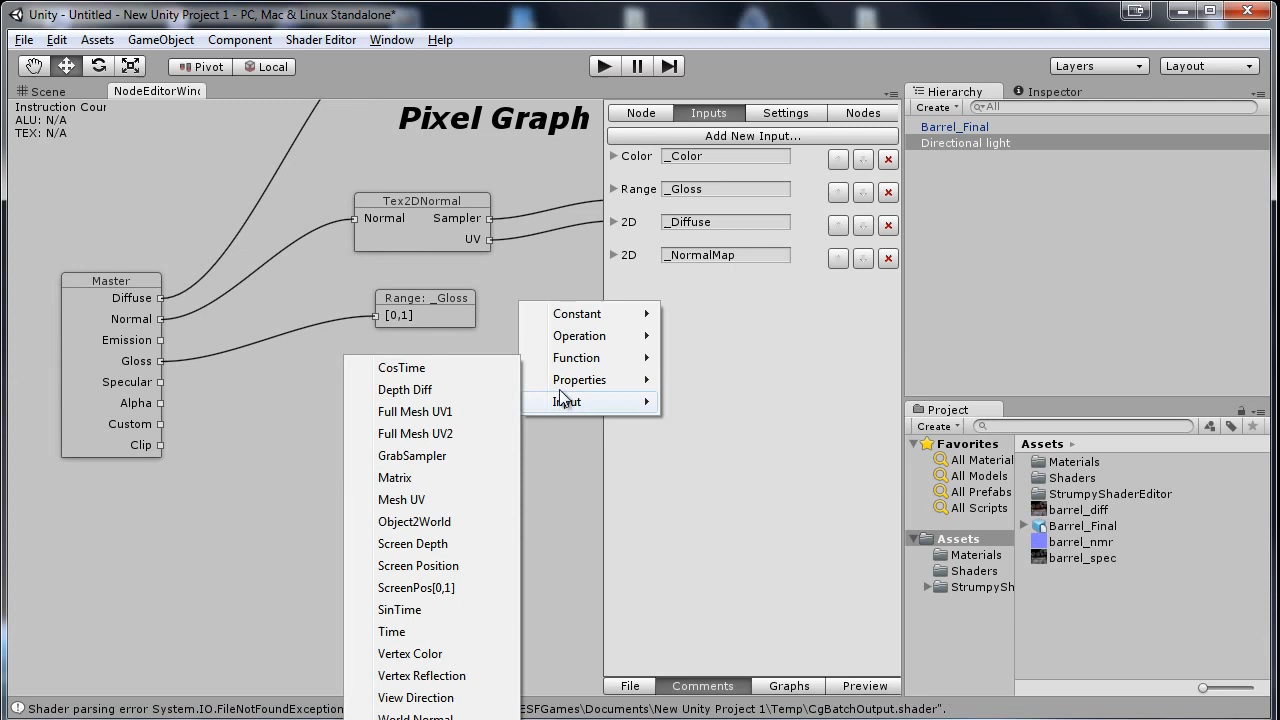 Unity - Untitled - New Unity Project 1 - PC, Mac & Linux Standalone*
File Edit Assets GameObject Component Shader Editor Window Help
Pivot Local Layers Layout
Scene NodeEditorWind
Instruction Cour
ALU: N/A
TEX: N/A
Pixel Graph
Tex2DNormal
Normal Sampler
UV
Master
Diffuse
Normal
Emission
Gloss
Specular
Alpha
Custom
Clip
Range: _Gloss
[0,1]
Constant
Operation
Function
Properties
Input
CosTime
Depth Diff
Full Mesh UV1
Full Mesh UV2
GrabSampler
Matrix
Mesh UV
Object2World
Screen Depth
Screen Position
ScreenPos[0,1]
SinTime
Time
Vertex Color
Vertex Reflection
View Direction
World Normal
Node Inputs Settings Nodes
Add New Input...
Color _Color
Range _Gloss
2D _Diffuse
2D _NormalMap
File Comments Graphs Preview
Hierarchy Inspector
Create All
Barrel_Final
Directional light
Project
Create
Favorites
All Material
All Models
All Prefabs
All Scripts
Assets
Materials
Shaders
StrumpySh
Assets
Materials
Shaders
StrumpyShaderEditor
barrel_diff
Barrel_Final
barrel_nmr
barrel_spec
Shader parsing error System.IO.FileNotFoundException ESFGames\Documents\New Unity Project 1\Temp\CgBatchOutput.shader".